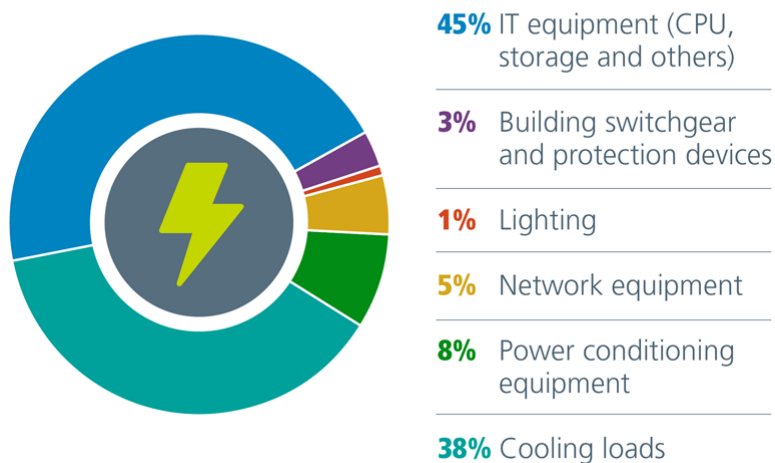 45% IT equipment (CPU,
storage and others)
3% Building switchgear
and protection devices
1% Lighting
5% Network equipment
8% Power conditioning
equipment
38% Cooling loads